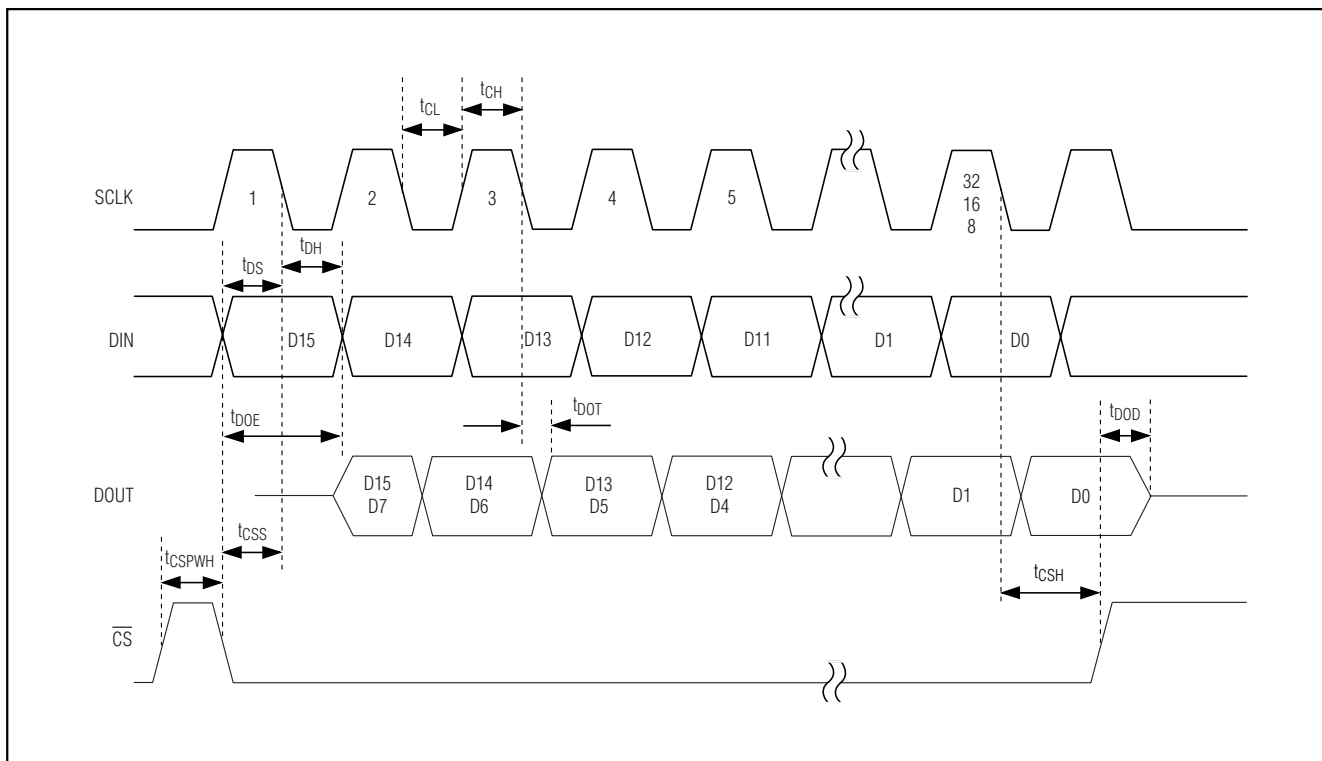 tCL
tCH
SCLK
1
2
3
4
5
32
16
8
tDS
tDH
DIN
D15
D14
D13
D12
D11
D1
D0
tDOE
tDOT
tDOD
DOUT
D15
D7
D14
D6
D13
D5
D12
D4
D1
D0
tCSPWH
tCSS
tCSH
CS